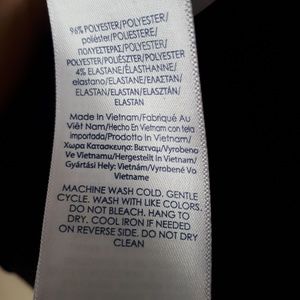 96% POLYESTER/POLYESTER/
poliéster/POLIESTERE/
ΠΟΛΥΕΣΤΕΡΑΣ/POLYESTER/
POLYESTER/POLIÉSZTER/POLYESTER
4% ELASTANE/ÉLASTHANNE/
elastano/ELASTANE/ΕΛΑΣΤΑΝ/
ELASTAN/ELASTAN/ELASZTÁN/
ELASTAN
Made In Vietnam/Fabriqué Au
Viêt Nam/Hecho En Vietnam con tela
importada/Prodotto In Vietnam/
Χωρα Κατασκευησ: Βιετναμ/Vyrobeno
Ve Vietnamu/Hergestellt In Vietnam/
Gyártási Hely: Vietnám/Vyrobené Vo
Vietname
MACHINE WASH COLD. GENTLE
CYCLE. WASH WITH LIKE COLORS.
DO NOT BLEACH. HANG TO
DRY. COOL IRON IF NEEDED
ON REVERSE SIDE. DO NOT DRY
CLEAN